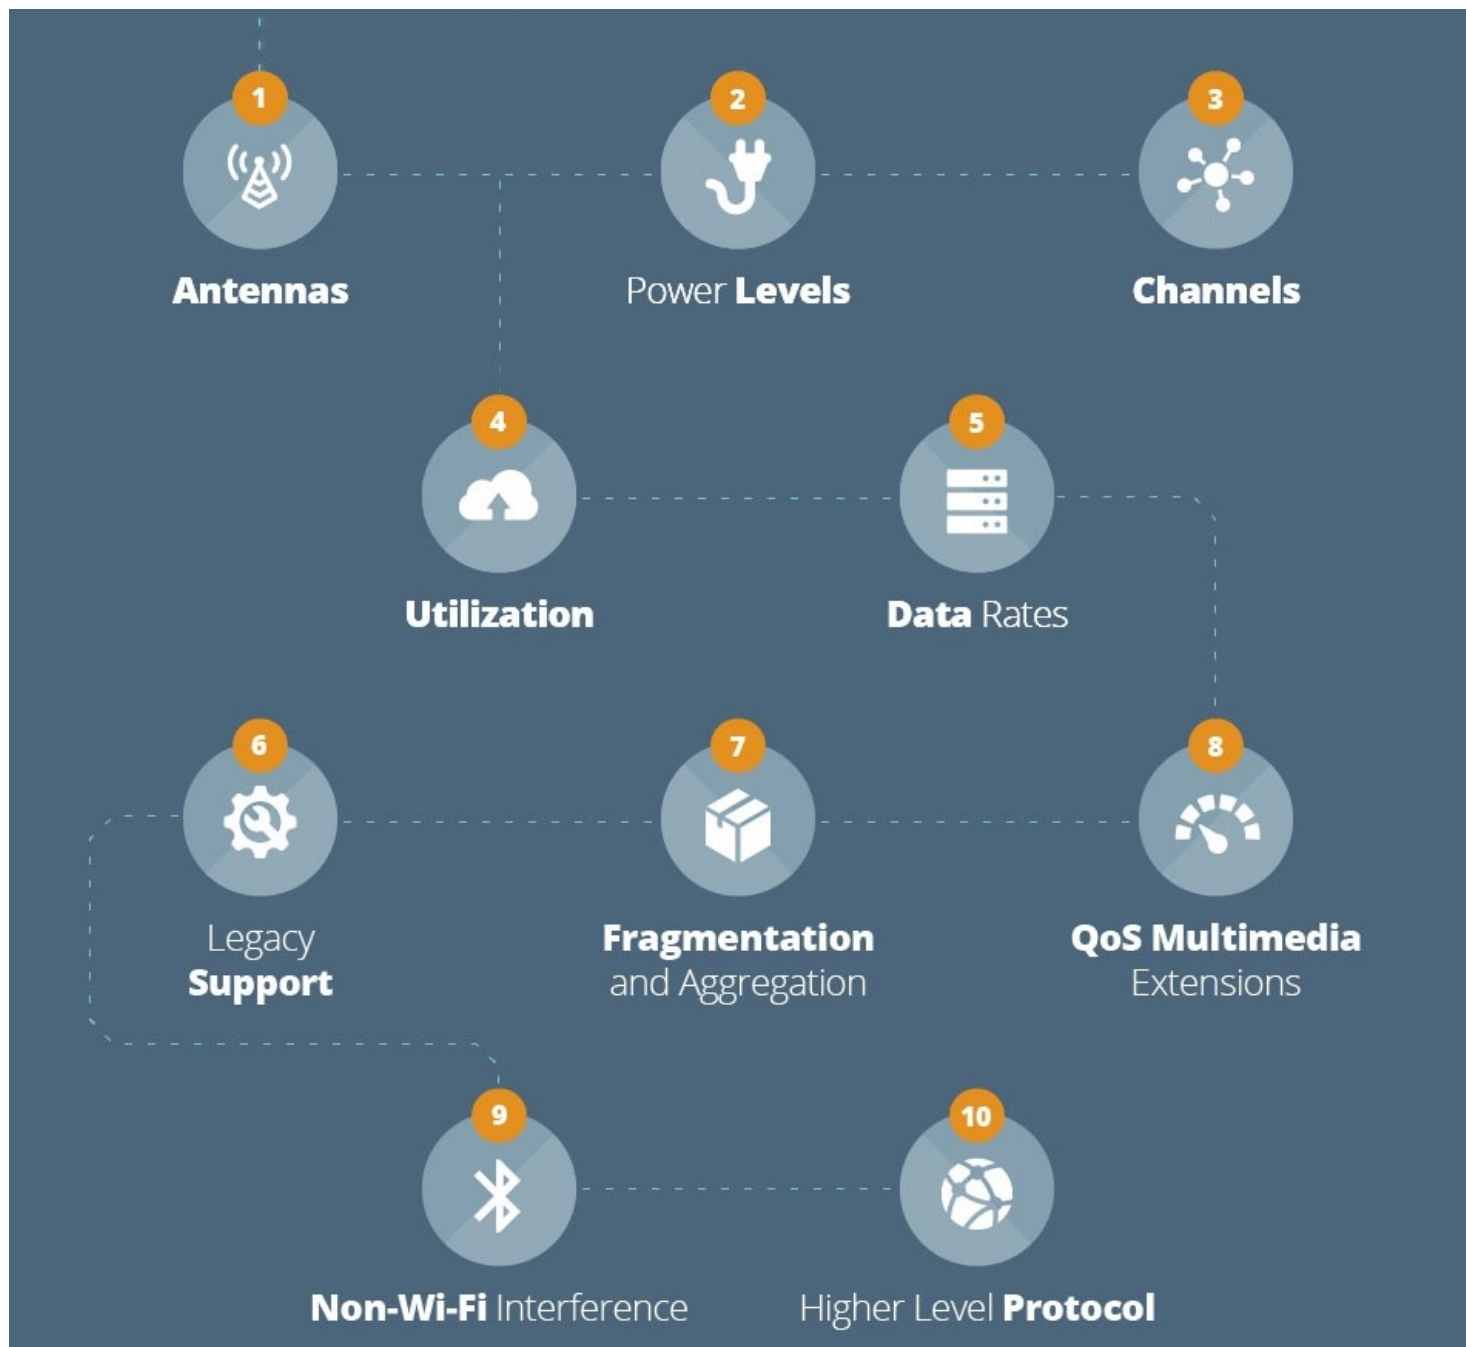 1
2
3
Antennas
Power Levels
Channels
4
5
Utilization
Data Rates
6
7
8
Legacy
Support
Fragmentation
and Aggregation
QoS Multimedia
Extensions
9
10
Non-Wi-Fi Interference
Higher Level Protocol